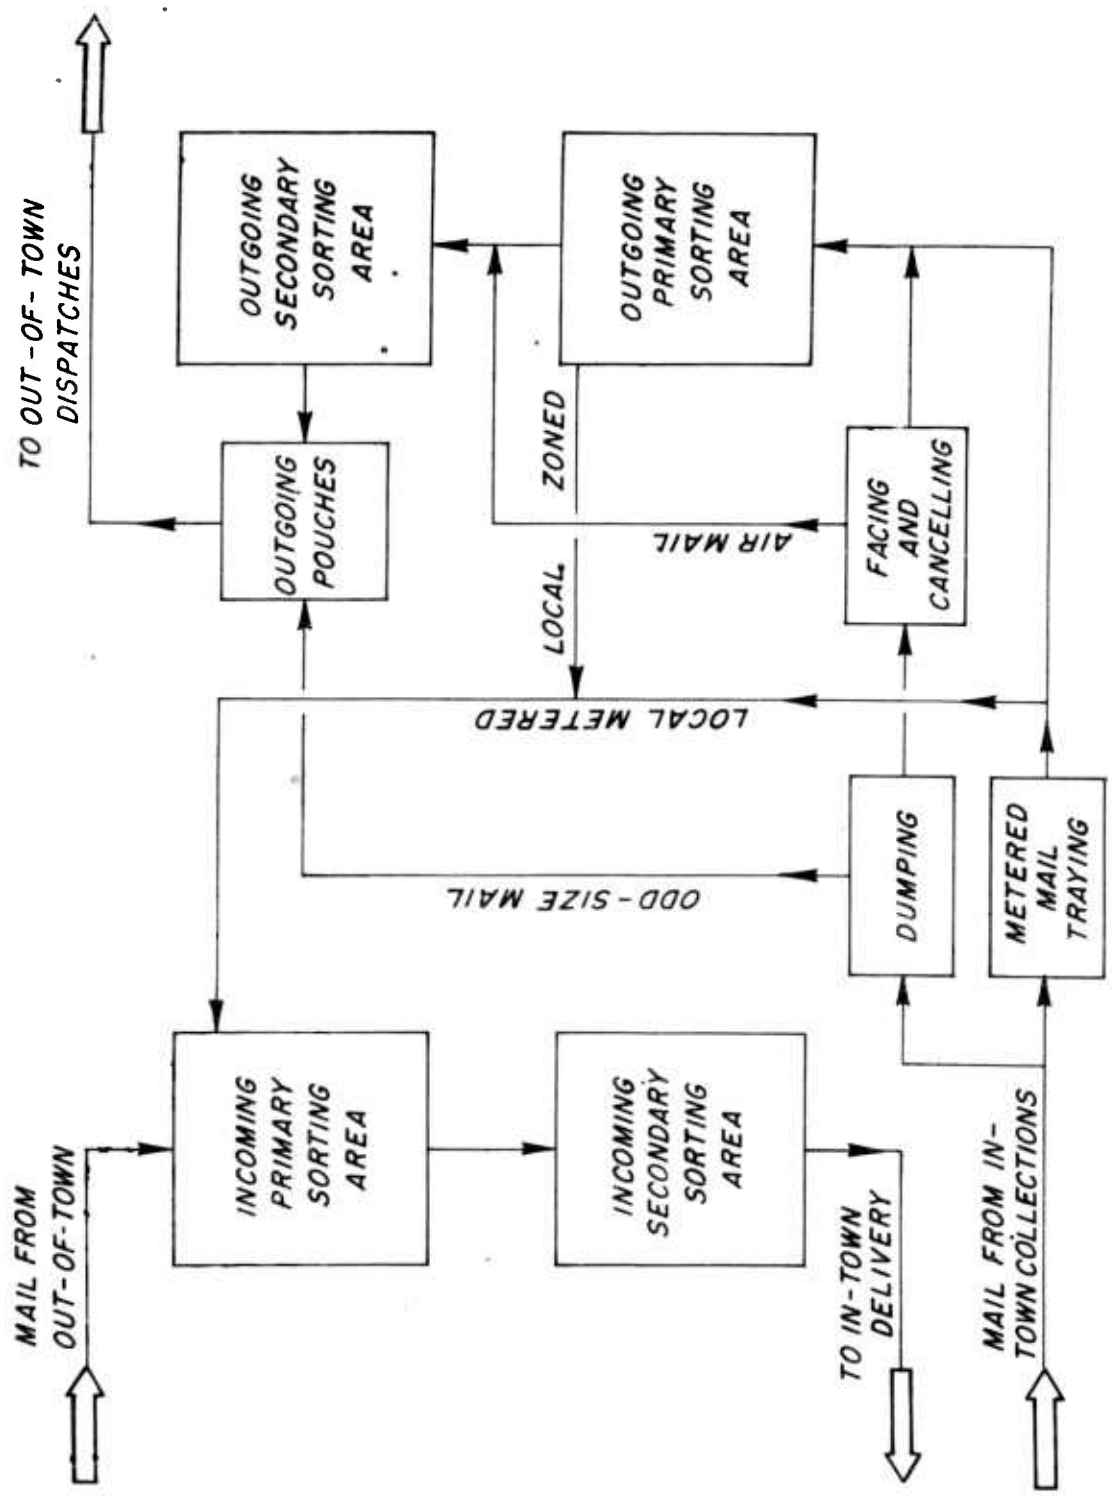 MAIL FROM
OUT-OF-TOWN
TO OUT-OF-TOWN
DISPATCHES
INCOMING
PRIMARY
SORTING
AREA
OUTGOING
POUCHES
OUTGOING
SECONDARY
SORTING
AREA
ODD-SIZE MAIL
LOCAL METERED
LOCAL
ZONED
AIR MAIL
INCOMING
SECONDARY
SORTING
AREA
OUTGOING
PRIMARY
SORTING
AREA
TO IN-TOWN
DELIVERY
DUMPING
FACING
AND
CANCELLING
MAIL FROM IN-
TOWN COLLECTIONS
METERED
MAIL
TRAYING